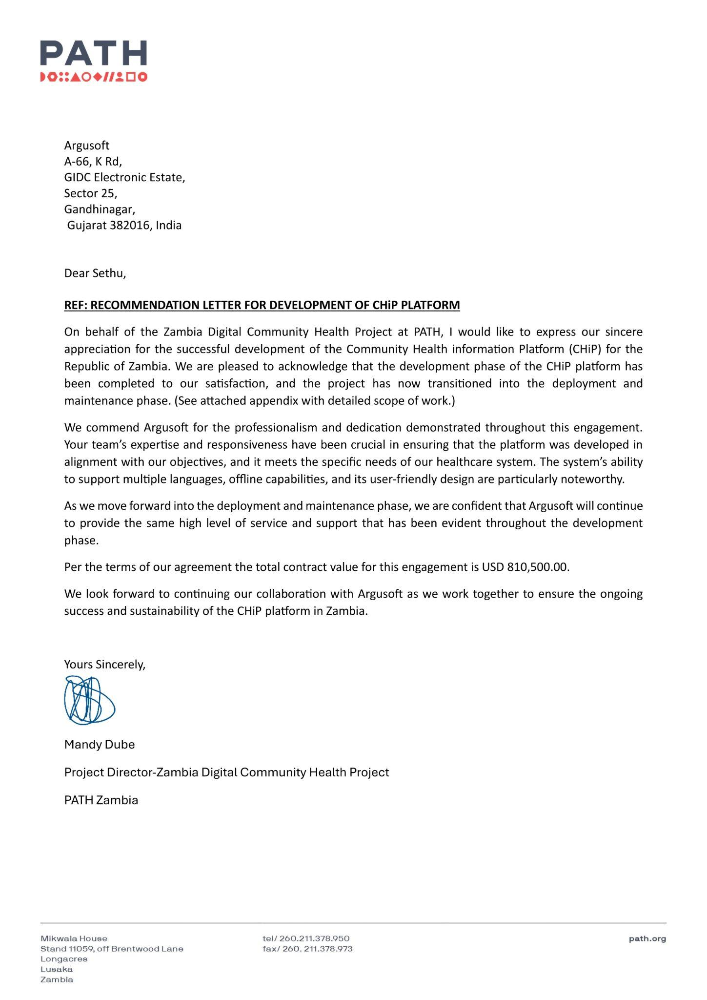 PATH
Argusoft
A-66, K Rd,
GIDC Electronic Estate,
Sector 25,
Gandhinagar,
Gujarat 382016, India
Dear Sethu,
REF: RECOMMENDATION LETTER FOR DEVELOPMENT OF CHiP PLATFORM
On behalf of the Zambia Digital Community Health Project at PATH, I would like to express our sincere
appreciation for the successful development of the Community Health information Platform (CHiP) for the
Republic of Zambia. We are pleased to acknowledge that the development phase of the CHiP platform has
been completed to our satisfaction, and the project has now transitioned into the deployment and
maintenance phase. (See attached appendix with detailed scope of work.)
We commend Argusoft for the professionalism and dedication demonstrated throughout this engagement.
Your team’s expertise and responsiveness have been crucial in ensuring that the platform was developed in
alignment with our objectives, and it meets the specific needs of our healthcare system. The system’s ability
to support multiple languages, offline capabilities, and its user-friendly design are particularly noteworthy.
As we move forward into the deployment and maintenance phase, we are confident that Argusoft will continue
to provide the same high level of service and support that has been evident throughout the development
phase.
Per the terms of our agreement the total contract value for this engagement is USD 810,500.00.
We look forward to continuing our collaboration with Argusoft as we work together to ensure the ongoing
success and sustainability of the CHiP platform in Zambia.
Yours Sincerely,
Mandy Dube
Project Director-Zambia Digital Community Health Project
PATH Zambia
Mikwala House
Stand 11059, off Brentwood Lane
Longacres
Lusaka
Zambia
tel/ 260.211.378.950
fax/ 260. 211.378.973
path.org